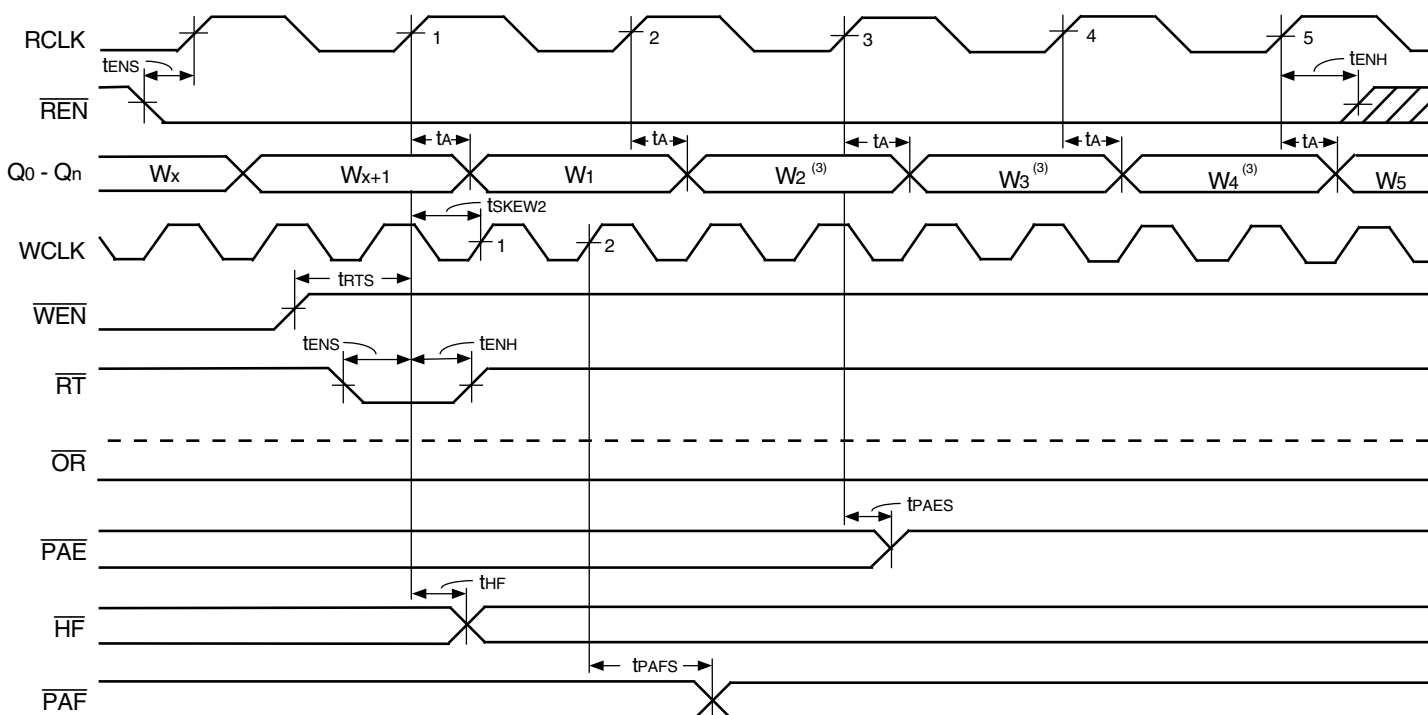 RCLK
1
2
3
4
5
tENS
tENH
REN
tA
tA
tA
tA
tA
Q0 - Qn
Wx
Wx+1
W1
W2 (3)
W3 (3)
W4 (3)
W5
tSKEW2
WCLK
1
2
tRTS
WEN
tENS
tENH
RT
OR
tPAES
PAE
tHF
HF
tPAFS
PAF